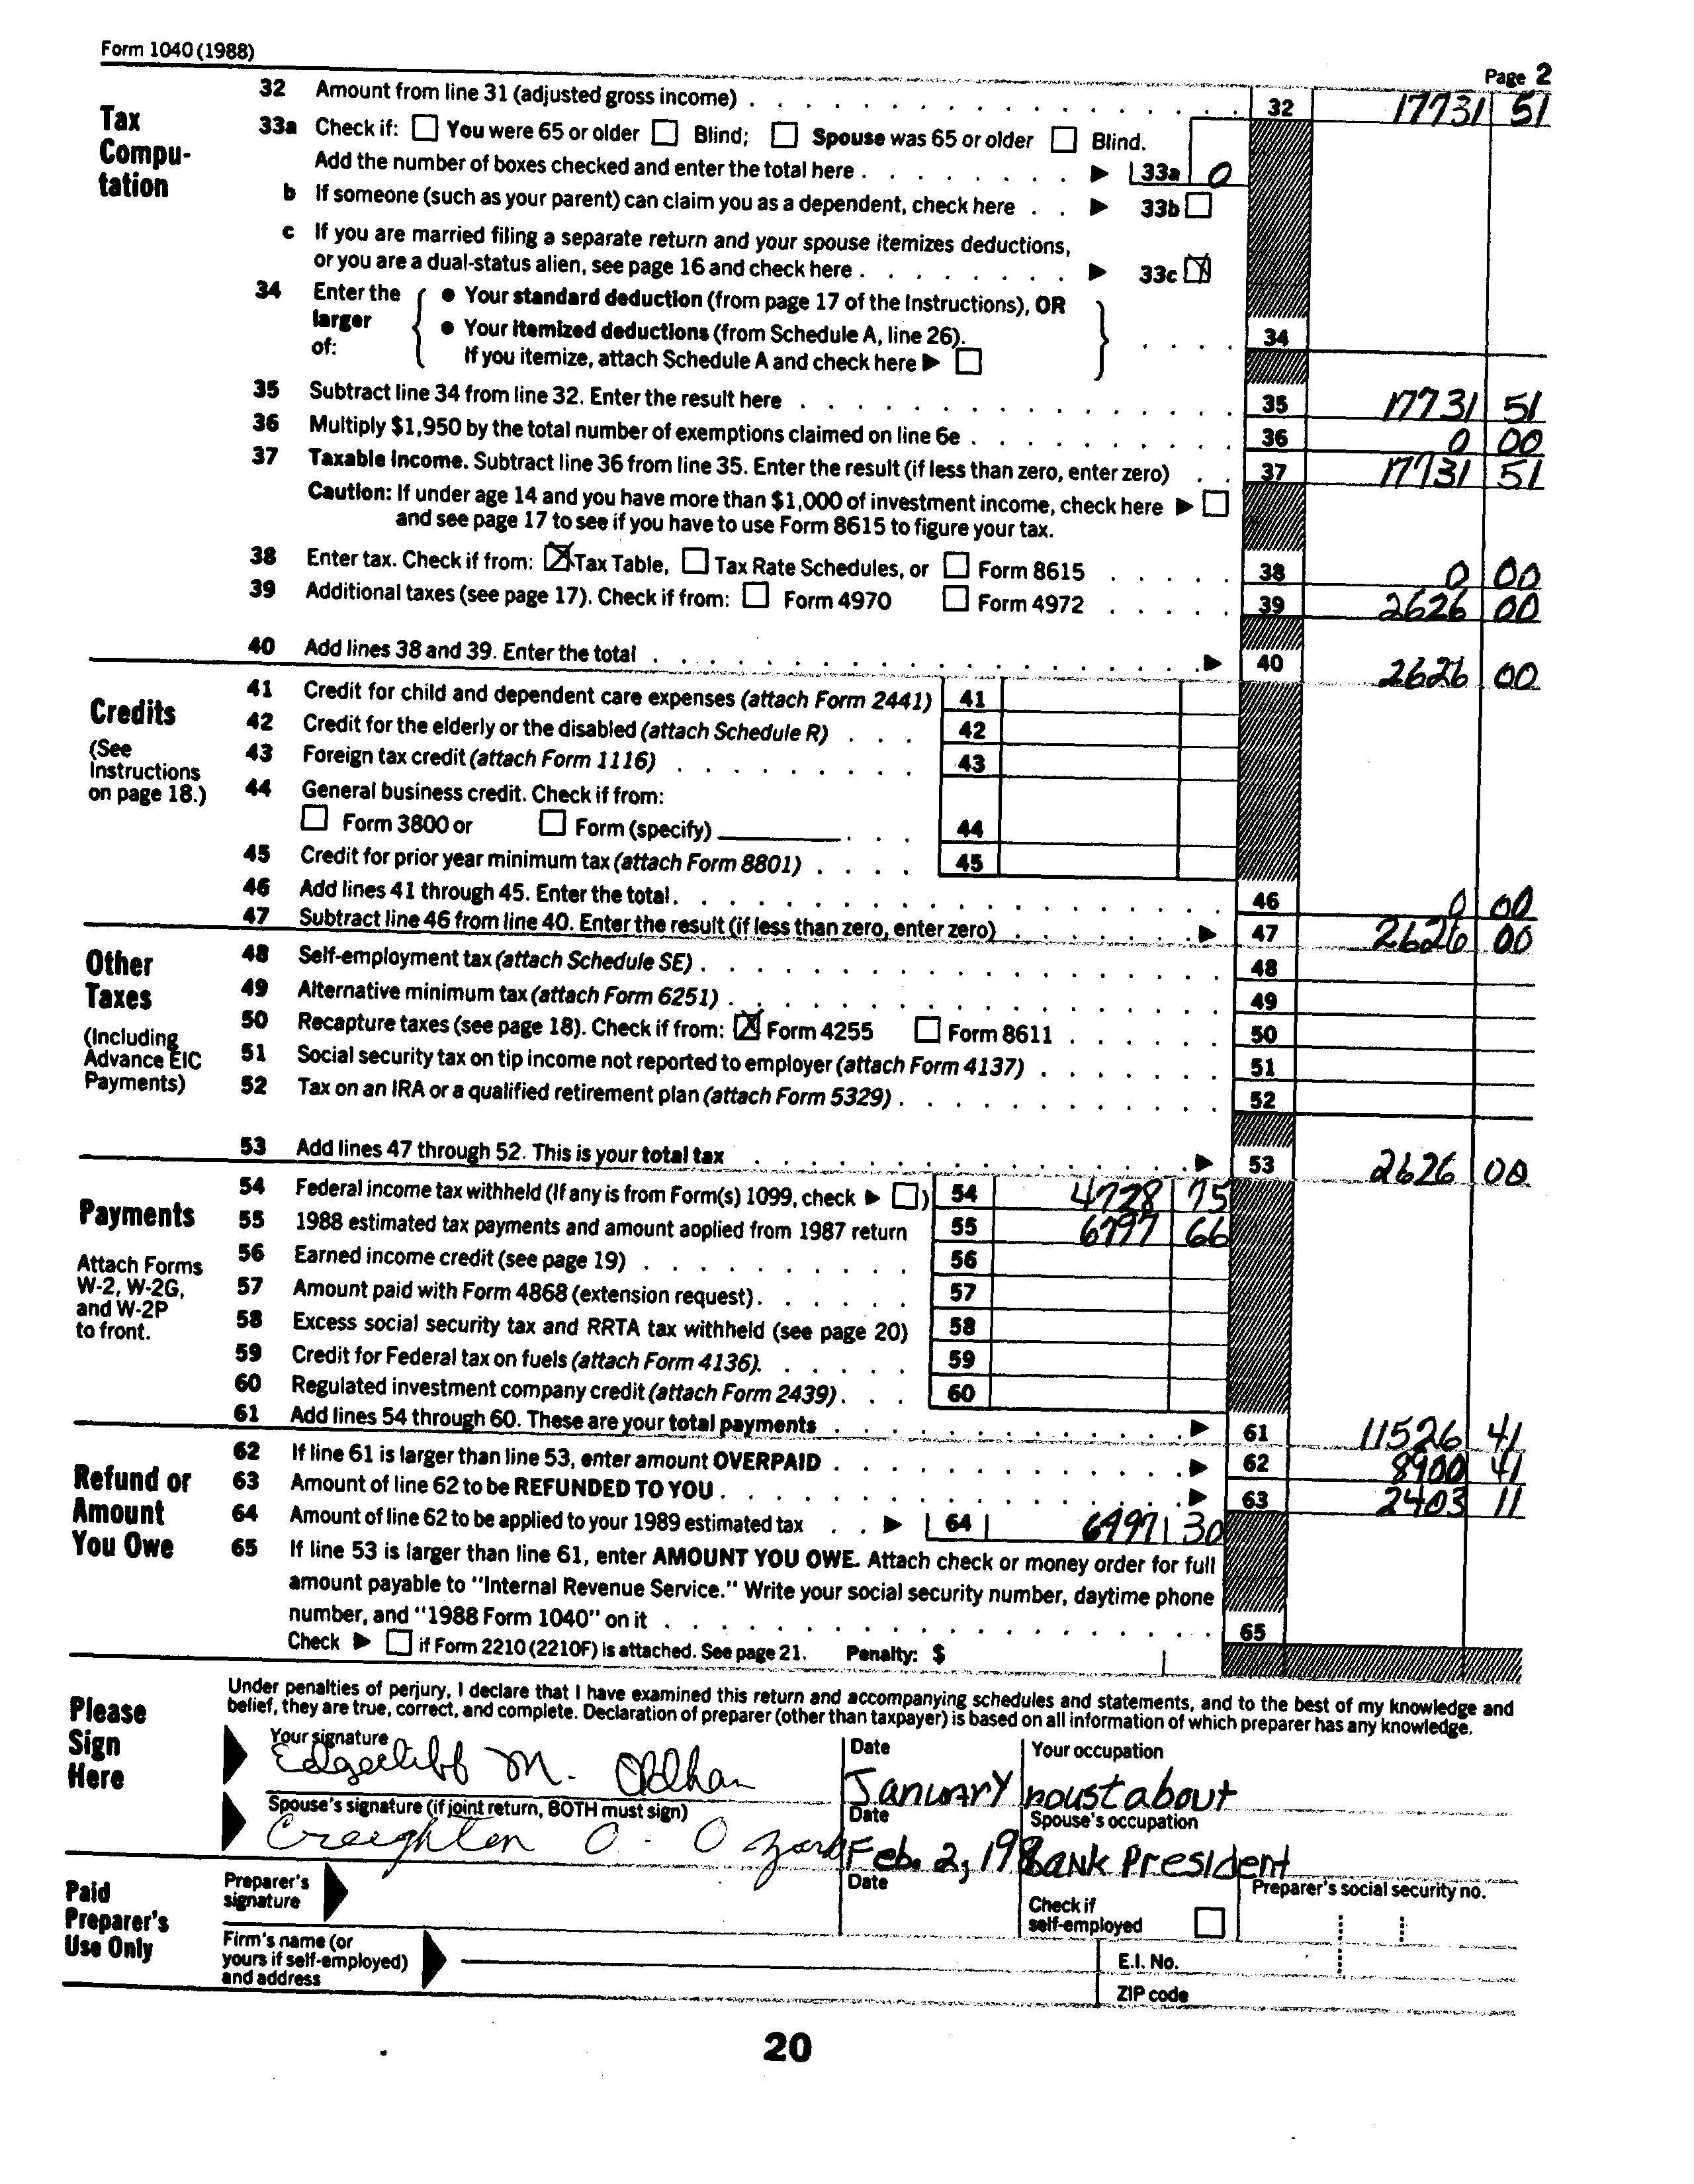 Form 1040 (1988)
Page 2
Tax Compu-tation
32 Amount from line 31 (adjusted gross income) . . . . 32 17731 51
33a Check if: ☐ You were 65 or older ☐ Blind; ☐ Spouse was 65 or older ☐ Blind.
Add the number of boxes checked and enter the total here . . . . ▶ 33a 0
b If someone (such as your parent) can claim you as a dependent, check here . . ▶ 33b ☐
c If you are married filing a separate return and your spouse itemizes deductions,
or you are a dual-status alien, see page 16 and check here . . . . ▶ 33c ☒
34 Enter the larger of: { ● Your standard deduction (from page 17 of the Instructions), OR
● Your itemized deductions (from Schedule A, line 26).
If you itemize, attach Schedule A and check here ▶ ☐ } . . . . 34
35 Subtract line 34 from line 32. Enter the result here . . . . 35 17731 51
36 Multiply $1,950 by the total number of exemptions claimed on line 6e . . . . 36 0 00
37 Taxable Income. Subtract line 36 from line 35. Enter the result (if less than zero, enter zero) . . 37 17731 51
Caution: If under age 14 and you have more than $1,000 of investment income, check here ▶ ☐
and see page 17 to see if you have to use Form 8615 to figure your tax.
38 Enter tax. Check if from: ☒ Tax Table, ☐ Tax Rate Schedules, or ☐ Form 8615 . . . . 38 0 00
39 Additional taxes (see page 17). Check if from: ☐ Form 4970 ☐ Form 4972 . . . . 39 2626 00
40 Add lines 38 and 39. Enter the total . . . . ▶ 40 2626 00
Credits
(See Instructions on page 18.)
41 Credit for child and dependent care expenses (attach Form 2441) 41
42 Credit for the elderly or the disabled (attach Schedule R) . . . 42
43 Foreign tax credit (attach Form 1116) . . . . 43
44 General business credit. Check if from:
☐ Form 3800 or ☐ Form (specify) . . . 44
45 Credit for prior year minimum tax (attach Form 8801) . . . . 45
46 Add lines 41 through 45. Enter the total . . . . 46 0 00
47 Subtract line 46 from line 40. Enter the result (if less than zero, enter zero) . . . . ▶ 47 2626 00
Other Taxes
(Including Advance EIC Payments)
48 Self-employment tax (attach Schedule SE) . . . . 48
49 Alternative minimum tax (attach Form 6251) . . . . 49
50 Recapture taxes (see page 18). Check if from: ☒ Form 4255 ☐ Form 8611 . . . . 50
51 Social security tax on tip income not reported to employer (attach Form 4137) . . . . 51
52 Tax on an IRA or a qualified retirement plan (attach Form 5329) . . . . 52
53 Add lines 47 through 52. This is your total tax . . . . ▶ 53 2626 00
Payments
Attach Forms W-2, W-2G, and W-2P to front.
54 Federal income tax withheld (If any is from Form(s) 1099, check ▶ ☐) 54 4728 75
55 1988 estimated tax payments and amount applied from 1987 return 55 6797 66
56 Earned income credit (see page 19) . . . . 56
57 Amount paid with Form 4868 (extension request) . . . . 57
58 Excess social security tax and RRTA tax withheld (see page 20) 58
59 Credit for Federal tax on fuels (attach Form 4136). . . . . 59
60 Regulated investment company credit (attach Form 2439) . . . 60
61 Add lines 54 through 60. These are your total payments . . . . ▶ 61 11526 41
Refund or Amount You Owe
62 If line 61 is larger than line 53, enter amount OVERPAID . . . . ▶ 62 8900 41
63 Amount of line 62 to be REFUNDED TO YOU . . . . ▶ 63 2403 11
64 Amount of line 62 to be applied to your 1989 estimated tax . . ▶ 64 6497 30
65 If line 53 is larger than line 61, enter AMOUNT YOU OWE. Attach check or money order for full
amount payable to "Internal Revenue Service." Write your social security number, daytime phone
number, and "1988 Form 1040" on it . . . . 65
Check ▶ ☐ if Form 2210 (2210F) is attached. See page 21. Penalty: $
Please Sign Here
Under penalties of perjury, I declare that I have examined this return and accompanying schedules and statements, and to the best of my knowledge and
belief, they are true, correct, and complete. Declaration of preparer (other than taxpayer) is based on all information of which preparer has any knowledge.
Your signature Date Your occupation
Edgecliff M. Oldham January roustabout
Spouse's signature (if joint return, BOTH must sign) Date Spouse's occupation
Creighton O. Ozark Feb. 2, 198 Bank President
Paid Preparer's Use Only
Preparer's signature Date Check if self-employed ☐ Preparer's social security no.
Firm's name (or yours if self-employed) and address
E.I. No.
ZIP code
20